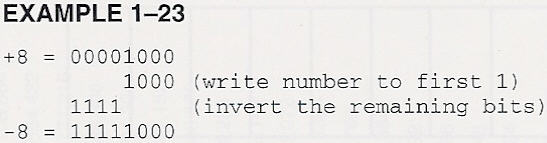 EXAMPLE 1–23
+8 = 00001000
1000 (write number to first 1)
1111 (invert the remaining bits)
-8 = 11111000